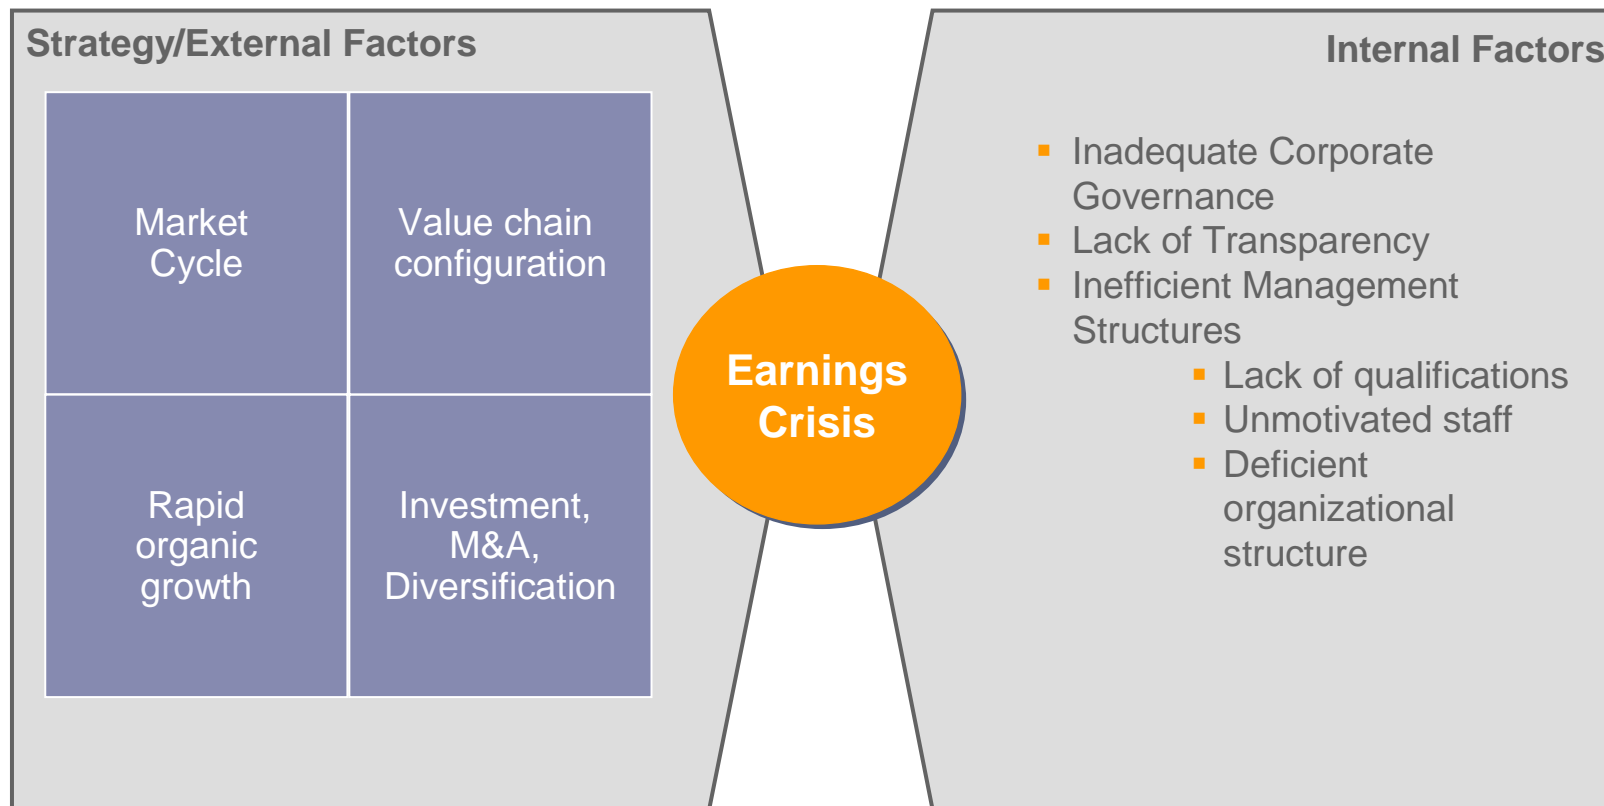 Strategy/External Factors
Market
Cycle
Value chain
configuration
Rapid
organic
growth
Investment,
M&A,
Diversification
Earnings
Crisis
Internal Factors
Inadequate Corporate
Governance
Lack of Transparency
Inefficient Management
Structures
Lack of qualifications
Unmotivated staff
Deficient
organizational
structure